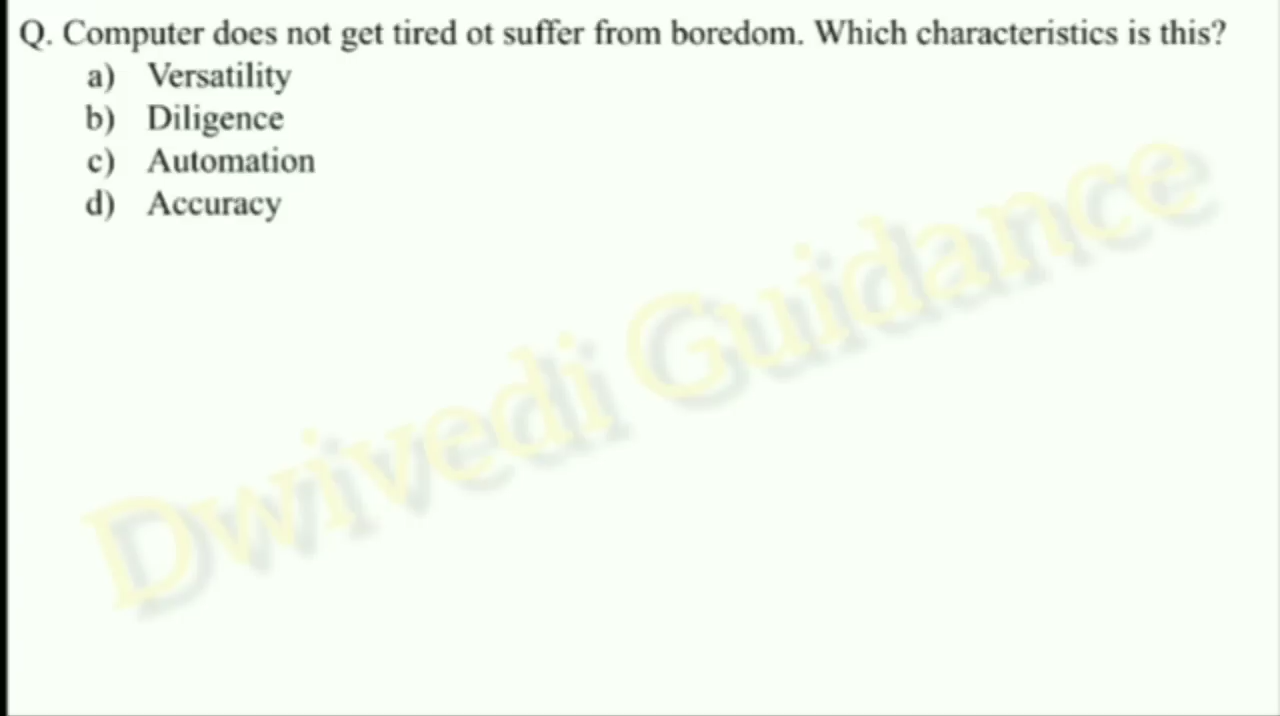 Q. Computer does not get tired ot suffer from boredom. Which characteristics is this?
a) Versatility
b) Diligence
c) Automation
d) Accuracy
Dwivedi Guidance